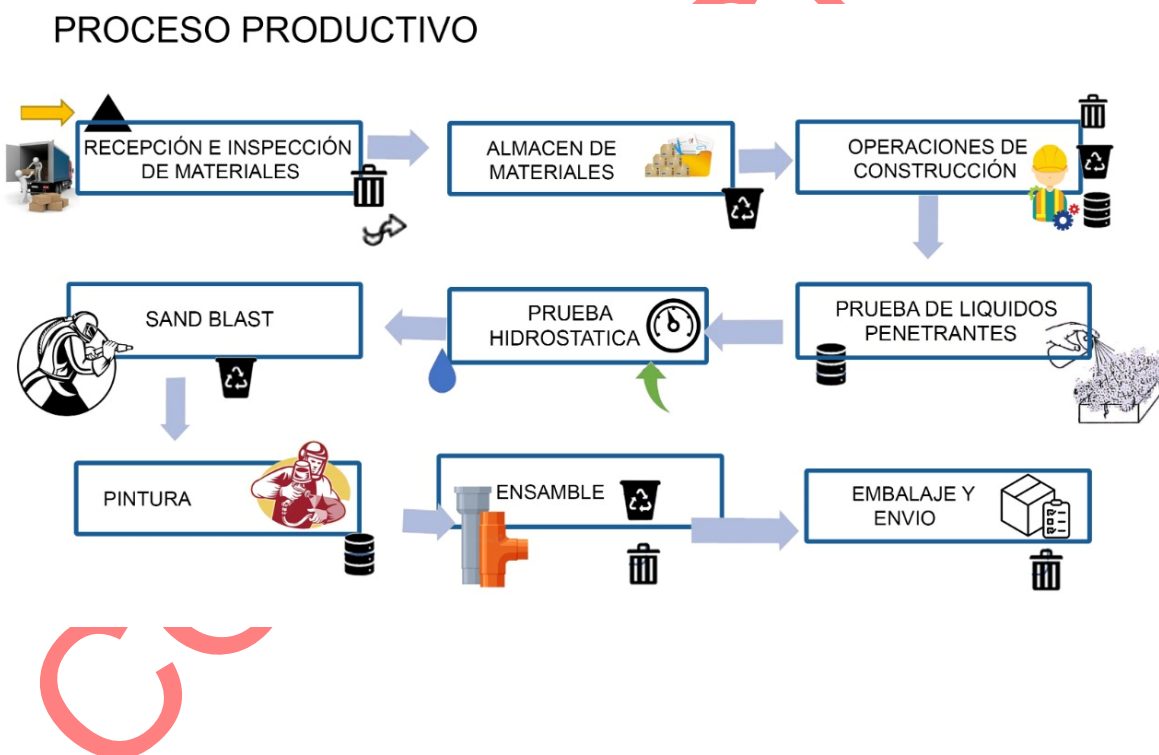 PROCESO PRODUCTIVO
RECEPCIÓN E INSPECCIÓN
DE MATERIALES
ALMACEN DE
MATERIALES
OPERACIONES DE
CONSTRUCCIÓN
PRUEBA DE LIQUIDOS
PENETRANTES
PRUEBA
HIDROSTATICA
SAND BLAST
PINTURA
ENSAMBLE
EMBALAJE Y
ENVIO